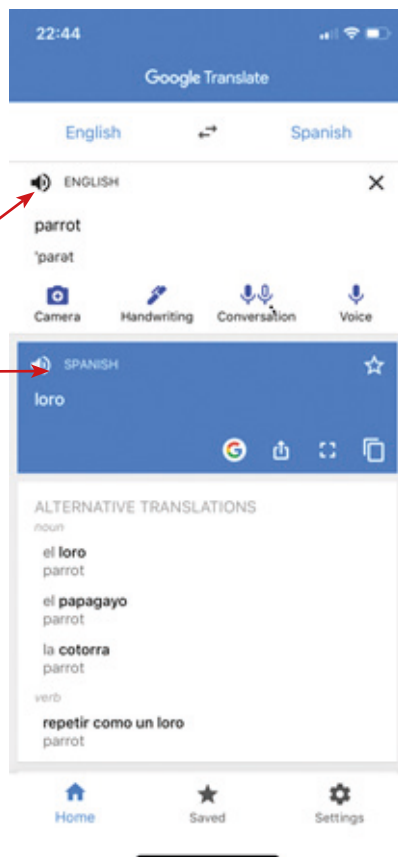 22:44
Google Translate
English Spanish
ENGLISH
parrot
'parət
Camera Handwriting Conversation Voice
SPANISH
loro
ALTERNATIVE TRANSLATIONS
noun
el loro
parrot
el papagayo
parrot
la cotorra
parrot
verb
repetir como un loro
parrot
Home Saved Settings